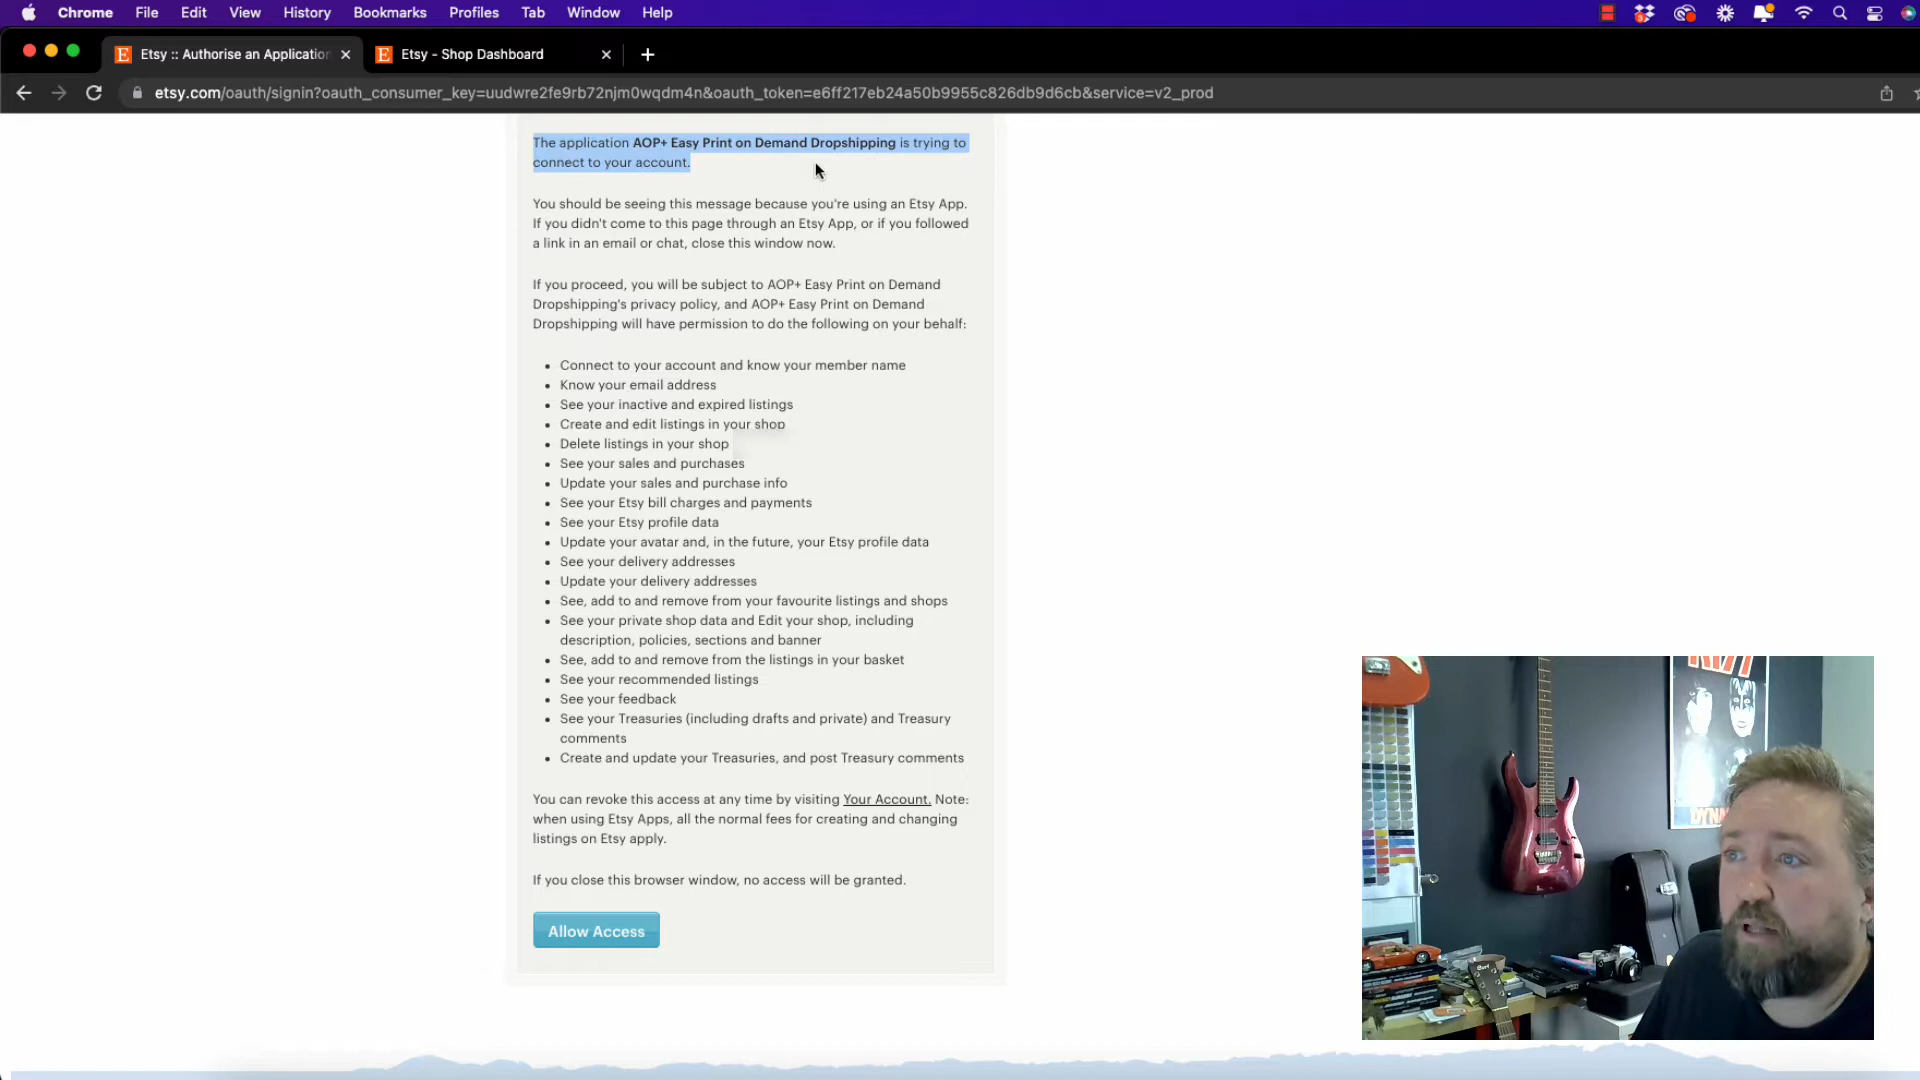 Chrome File Edit View History Bookmarks Profiles Tab Window Help
Etsy :: Authorise an Application
Etsy - Shop Dashboard
etsy.com/oauth/signin?oauth_consumer_key=uudwre2fe9rb72njm0wqdm4n&oauth_token=e6ff217eb24a50b9955c826db9d6cb&service=v2_prod
The application AOP+ Easy Print on Demand Dropshipping is trying to
connect to your account.
You should be seeing this message because you're using an Etsy App.
If you didn't come to this page through an Etsy App, or if you followed
a link in an email or chat, close this window now.
If you proceed, you will be subject to AOP+ Easy Print on Demand
Dropshipping's privacy policy, and AOP+ Easy Print on Demand
Dropshipping will have permission to do the following on your behalf:
• Connect to your account and know your member name
• Know your email address
• See your inactive and expired listings
• Create and edit listings in your shop
• Delete listings in your shop
• See your sales and purchases
• Update your sales and purchase info
• See your Etsy bill charges and payments
• See your Etsy profile data
• Update your avatar and, in the future, your Etsy profile data
• See your delivery addresses
• Update your delivery addresses
• See, add to and remove from your favourite listings and shops
• See your private shop data and Edit your shop, including
description, policies, sections and banner
• See, add to and remove from the listings in your basket
• See your recommended listings
• See your feedback
• See your Treasuries (including drafts and private) and Treasury
comments
• Create and update your Treasuries, and post Treasury comments
You can revoke this access at any time by visiting Your Account. Note:
when using Etsy Apps, all the normal fees for creating and changing
listings on Etsy apply.
If you close this browser window, no access will be granted.
Allow Access